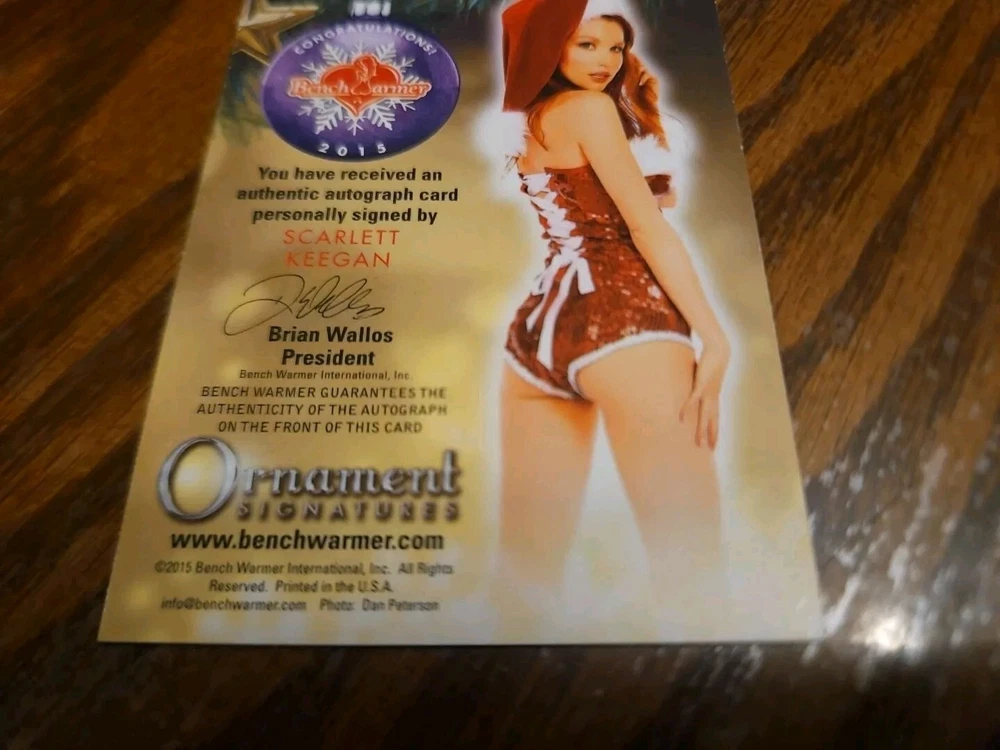 CONGRATULATIONS!
BenchWarmer
2015
You have received an
authentic autograph card
personally signed by
SCARLETT
KEEGAN
Brian Wallos
President
Bench Warmer International, Inc.
BENCH WARMER GUARANTEES THE
AUTHENTICITY OF THE AUTOGRAPH
ON THE FRONT OF THIS CARD
Ornament
SIGNATURES
www.benchwarmer.com
©2015 Bench Warmer International, Inc. All Rights
Reserved. Printed in the U.S.A.
info@benchwarmer.com Photo: Dan Peterson